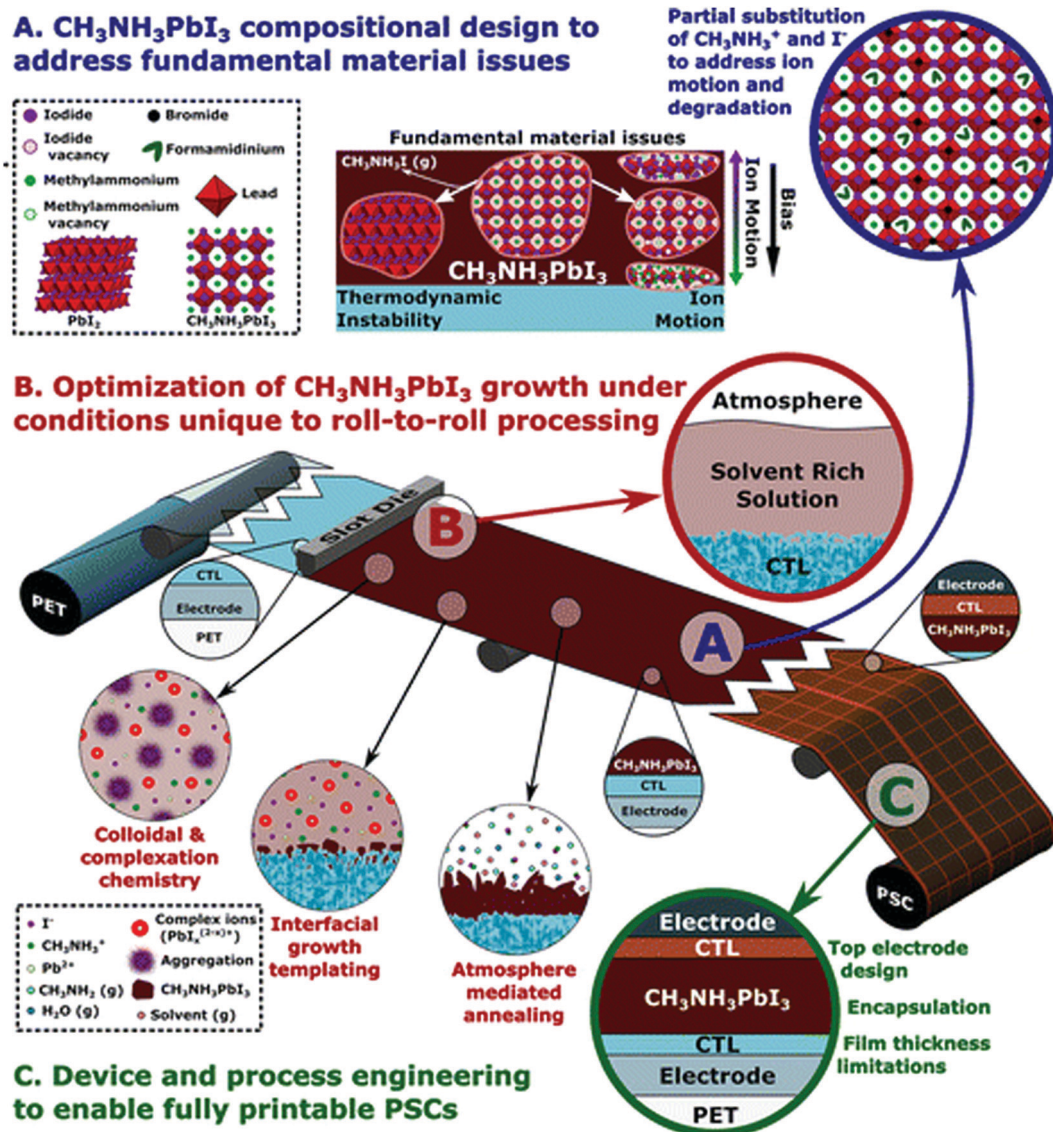 A. CH₃NH₃PbI₃ compositional design to
address fundamental material issues
Partial substitution
of CH₃NH₃⁺ and I⁻
to address ion
motion and
degradation
Iodide
Iodide
vacancy
Methylammonium
Methylammonium
vacancy
Bromide
Formamidinium
Lead
PbI₂
CH₃NH₃PbI₃
Fundamental material issues
CH₃NH₃I (g)
CH₃NH₃PbI₃
Thermodynamic
Instability
Ion
Motion
Ion Motion
Bias
B. Optimization of CH₃NH₃PbI₃ growth under
conditions unique to roll-to-roll processing
Atmosphere
Solvent Rich
Solution
CTL
Slot Die
B
PET
CTL
Electrode
PET
A
Electrode
CTL
CH₃NH₃PbI₃
CH₃NH₃PbI₃
CTL
Electrode
C
PSC
Colloidal &
complexation
chemistry
Interfacial
growth
templating
Atmosphere
mediated
annealing
I⁻
CH₃NH₃⁺
Pb²⁺
CH₃NH₂ (g)
H₂O (g)
Complex ions
(PbIₓ⁽²⁻ˣ⁾⁺)
Aggregation
CH₃NH₃PbI₃
Solvent (g)
Electrode
CTL
CH₃NH₃PbI₃
CTL
Electrode
PET
Top electrode
design
Encapsulation
Film thickness
limitations
C. Device and process engineering
to enable fully printable PSCs